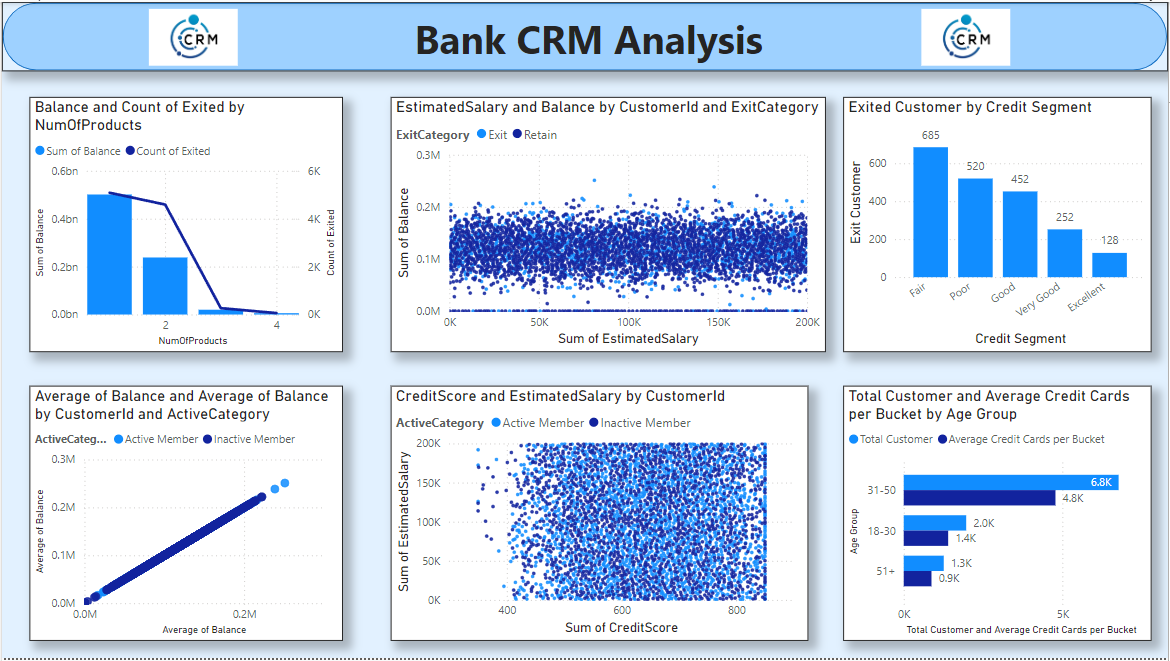 CRM
Bank CRM Analysis
CRM
Balance and Count of Exited by
NumOfProducts
Sum of Balance Count of Exited
0.6bn
0.4bn
0.2bn
0.0bn
6K
4K
2K
0K
Sum of Balance
Count of Exited
2
4
NumOfProducts
EstimatedSalary and Balance by CustomerId and ExitCategory
ExitCategory Exit Retain
0.3M
0.2M
0.1M
0.0M
Sum of Balance
0K 50K 100K 150K 200K
Sum of EstimatedSalary
Exited Customer by Credit Segment
685
520
452
252
128
600
400
200
0
Exit Customer
Fair
Poor
Good
Very Good
Excellent
Credit Segment
Average of Balance and Average of Balance
by CustomerId and ActiveCategory
ActiveCateg... Active Member Inactive Member
0.3M
0.2M
0.1M
0.0M
Average of Balance
0.0M 0.2M
Average of Balance
CreditScore and EstimatedSalary by CustomerId
ActiveCategory Active Member Inactive Member
200K
150K
100K
50K
0K
Sum of EstimatedSalary
400 600 800
Sum of CreditScore
Total Customer and Average Credit Cards
per Bucket by Age Group
Total Customer Average Credit Cards per Bucket
31-50
6.8K
4.8K
18-30
2.0K
1.4K
51+
1.3K
0.9K
Age Group
0K 5K
Total Customer and Average Credit Cards per Bucket